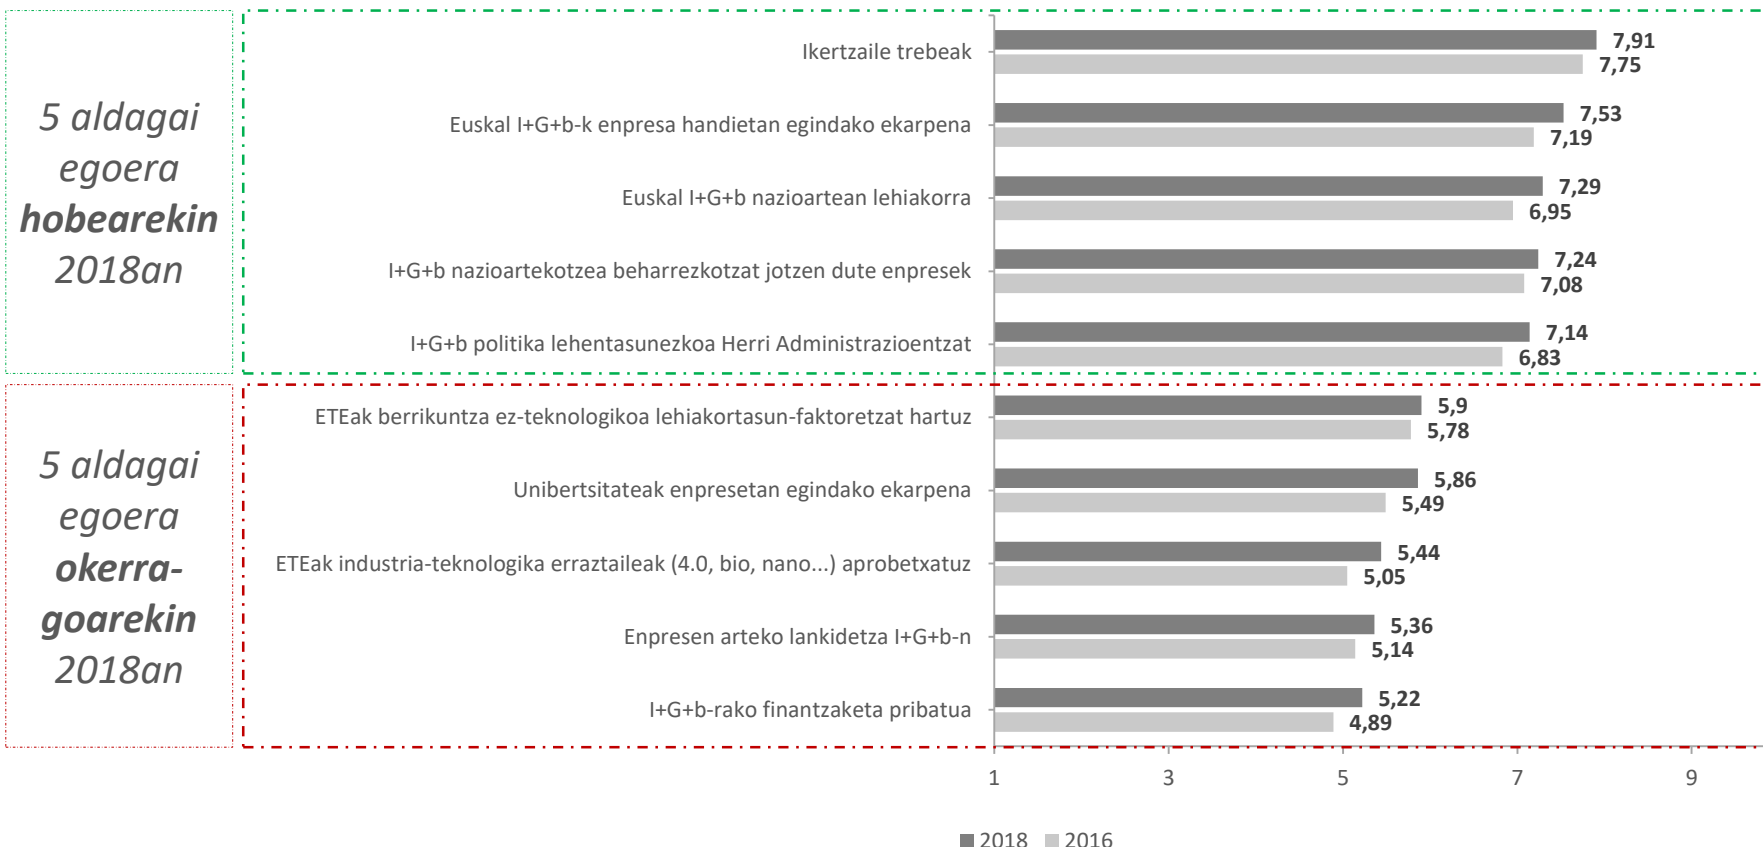 5 aldagai
egoera
hobearekin
2018an
Ikertzaile trebeak
7,91
7,75
Euskal I+G+b-k enpresa handietan egindako ekarpena
7,53
7,19
Euskal I+G+b nazioartean lehiakorra
7,29
6,95
I+G+b nazioartekotzea beharrezkotzat jotzen dute enpresek
7,24
7,08
I+G+b politika lehentasunezkoa Herri Administrazioentzat
7,14
6,83
5 aldagai
egoera
okerra-
goarekin
2018an
ETEak berrikuntza ez-teknologikoa lehiakortasun-faktoretzat hartuz
5,9
5,78
Unibertsitateak enpresetan egindako ekarpena
5,86
5,49
ETEak industria-teknologika erraztaileak (4.0, bio, nano...) aprobetxatuz
5,44
5,05
Enpresen arteko lankidetza I+G+b-n
5,36
5,14
I+G+b-rako finantzaketa pribatua
5,22
4,89
1 3 5 7 9
2018 2016